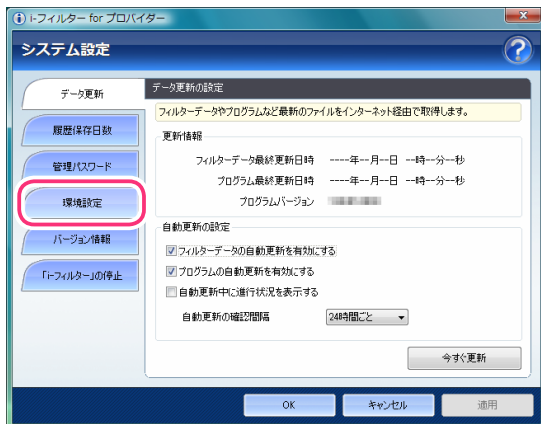 i-フィルター for プロバイダー
システム設定
データ更新
履歴保存日数
管理パスワード
環境設定
バージョン情報
「i-フィルター」の停止
データ更新の設定
フィルターデータやプログラムなど最新のファイルをインターネット経由で取得します。
更新情報
フィルターデータ最終更新日時 ----年--月--日 --時--分--秒
プログラム最終更新日時 ----年--月--日 --時--分--秒
プログラムバージョン
自動更新の設定
フィルターデータの自動更新を有効にする
プログラムの自動更新を有効にする
自動更新中に進行状況を表示する
自動更新の確認間隔 24時間ごと
今すぐ更新
OK キャンセル 適用